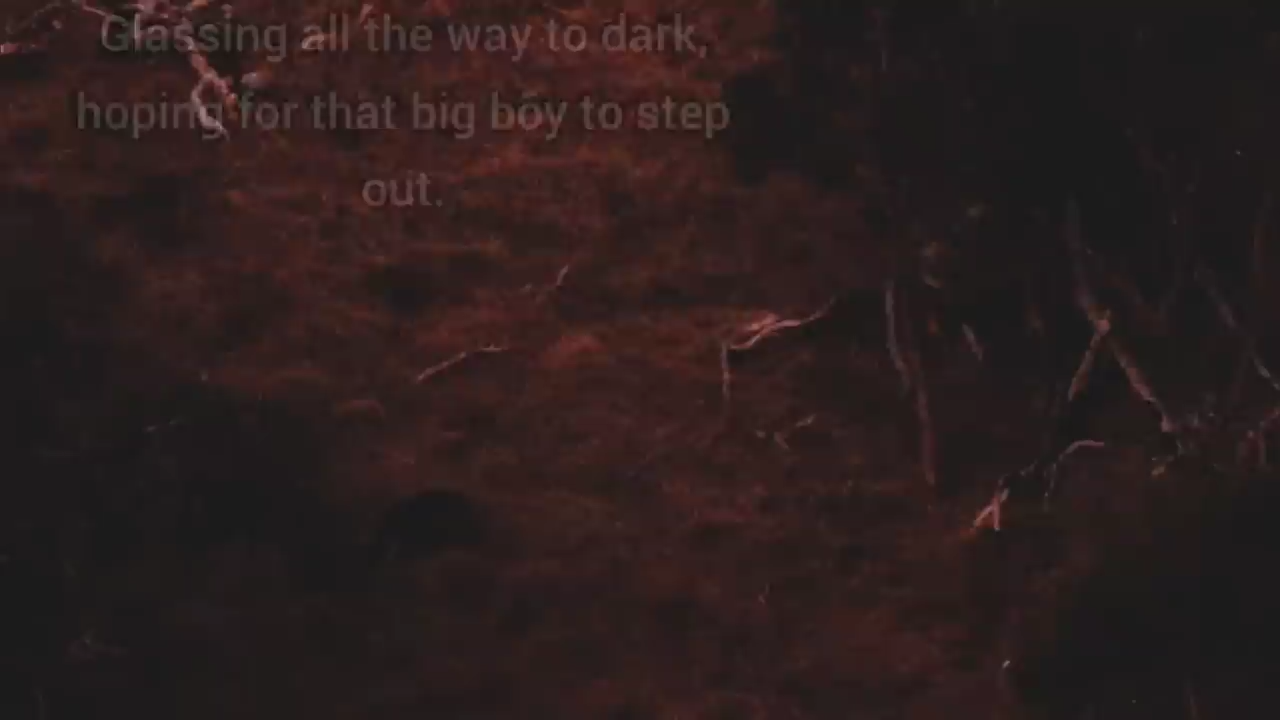 Glassing all the way to dark,
hoping for that big boy to step
out.